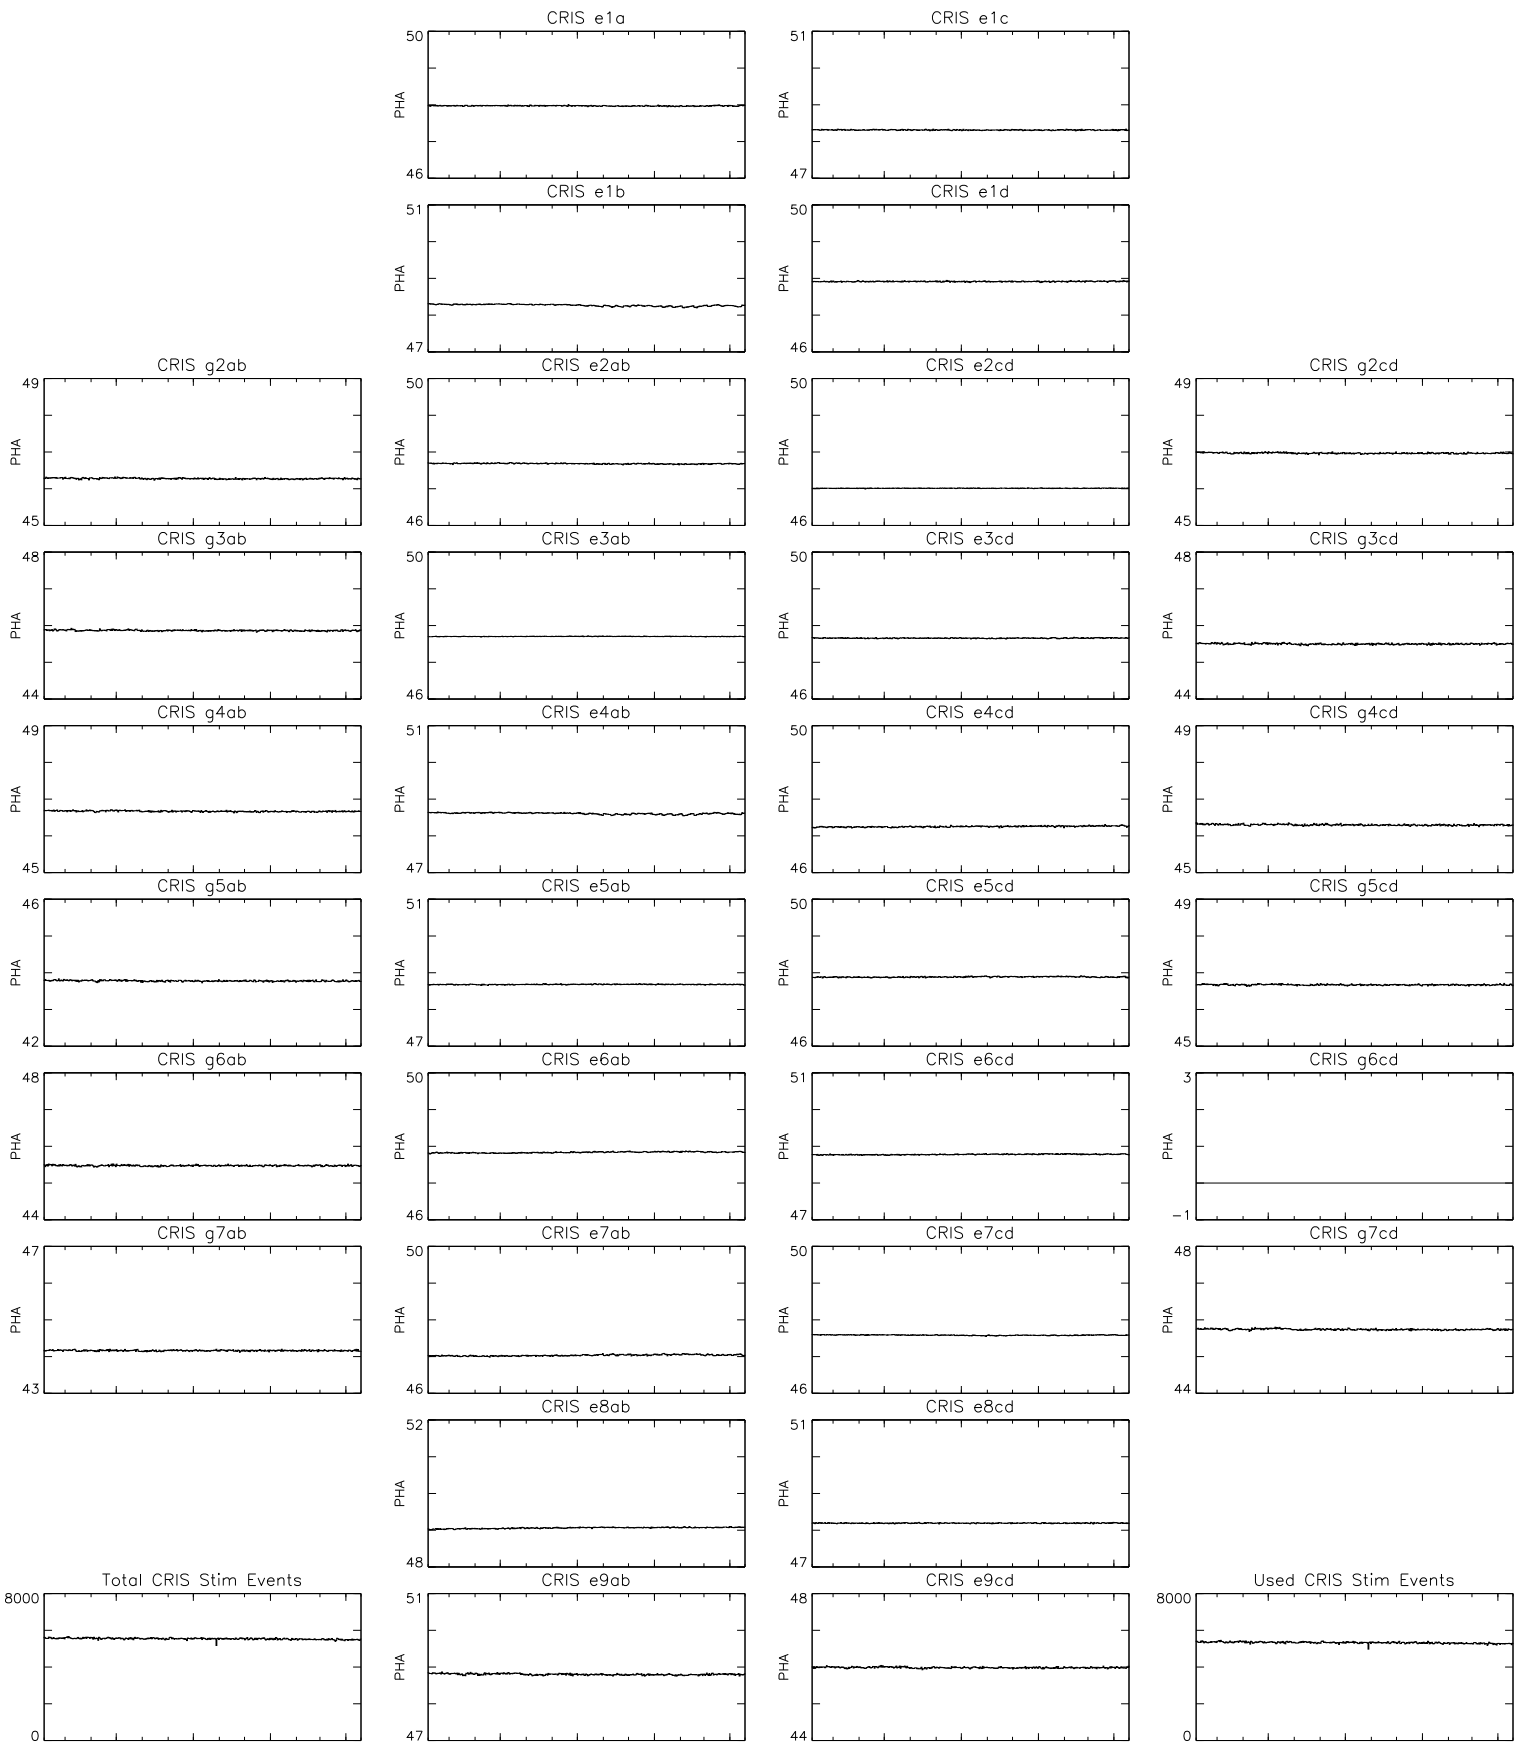 CRIS e1a
50
PHA
46
CRIS e1c
51
PHA
47
CRIS e1b
51
PHA
47
CRIS e1d
50
PHA
46
CRIS g2ab
49
PHA
45
CRIS e2ab
50
PHA
46
CRIS e2cd
50
PHA
46
CRIS g2cd
49
PHA
45
CRIS g3ab
48
PHA
44
CRIS e3ab
50
PHA
46
CRIS e3cd
50
PHA
46
CRIS g3cd
48
PHA
44
CRIS g4ab
49
PHA
45
CRIS e4ab
51
PHA
47
CRIS e4cd
50
PHA
46
CRIS g4cd
49
PHA
45
CRIS g5ab
46
PHA
42
CRIS e5ab
51
PHA
47
CRIS e5cd
50
PHA
46
CRIS g5cd
49
PHA
45
CRIS g6ab
48
PHA
44
CRIS e6ab
50
PHA
46
CRIS e6cd
51
PHA
47
CRIS g6cd
3
PHA
−1
CRIS g7ab
47
PHA
43
CRIS e7ab
50
PHA
46
CRIS e7cd
50
PHA
46
CRIS g7cd
48
PHA
44
CRIS e8ab
52
PHA
48
CRIS e8cd
51
PHA
47
Total CRIS Stim Events
8000
0
CRIS e9ab
51
PHA
47
CRIS e9cd
48
PHA
44
Used CRIS Stim Events
8000
0